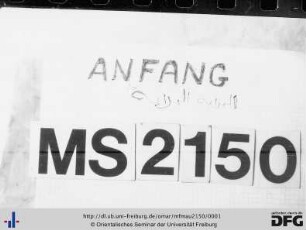 ANFANG
MS 2150
http://dl.ub.uni-freiburg.de/omar/mfmau2150/0001
© Orientalisches Seminar der Universität Freiburg
DFG